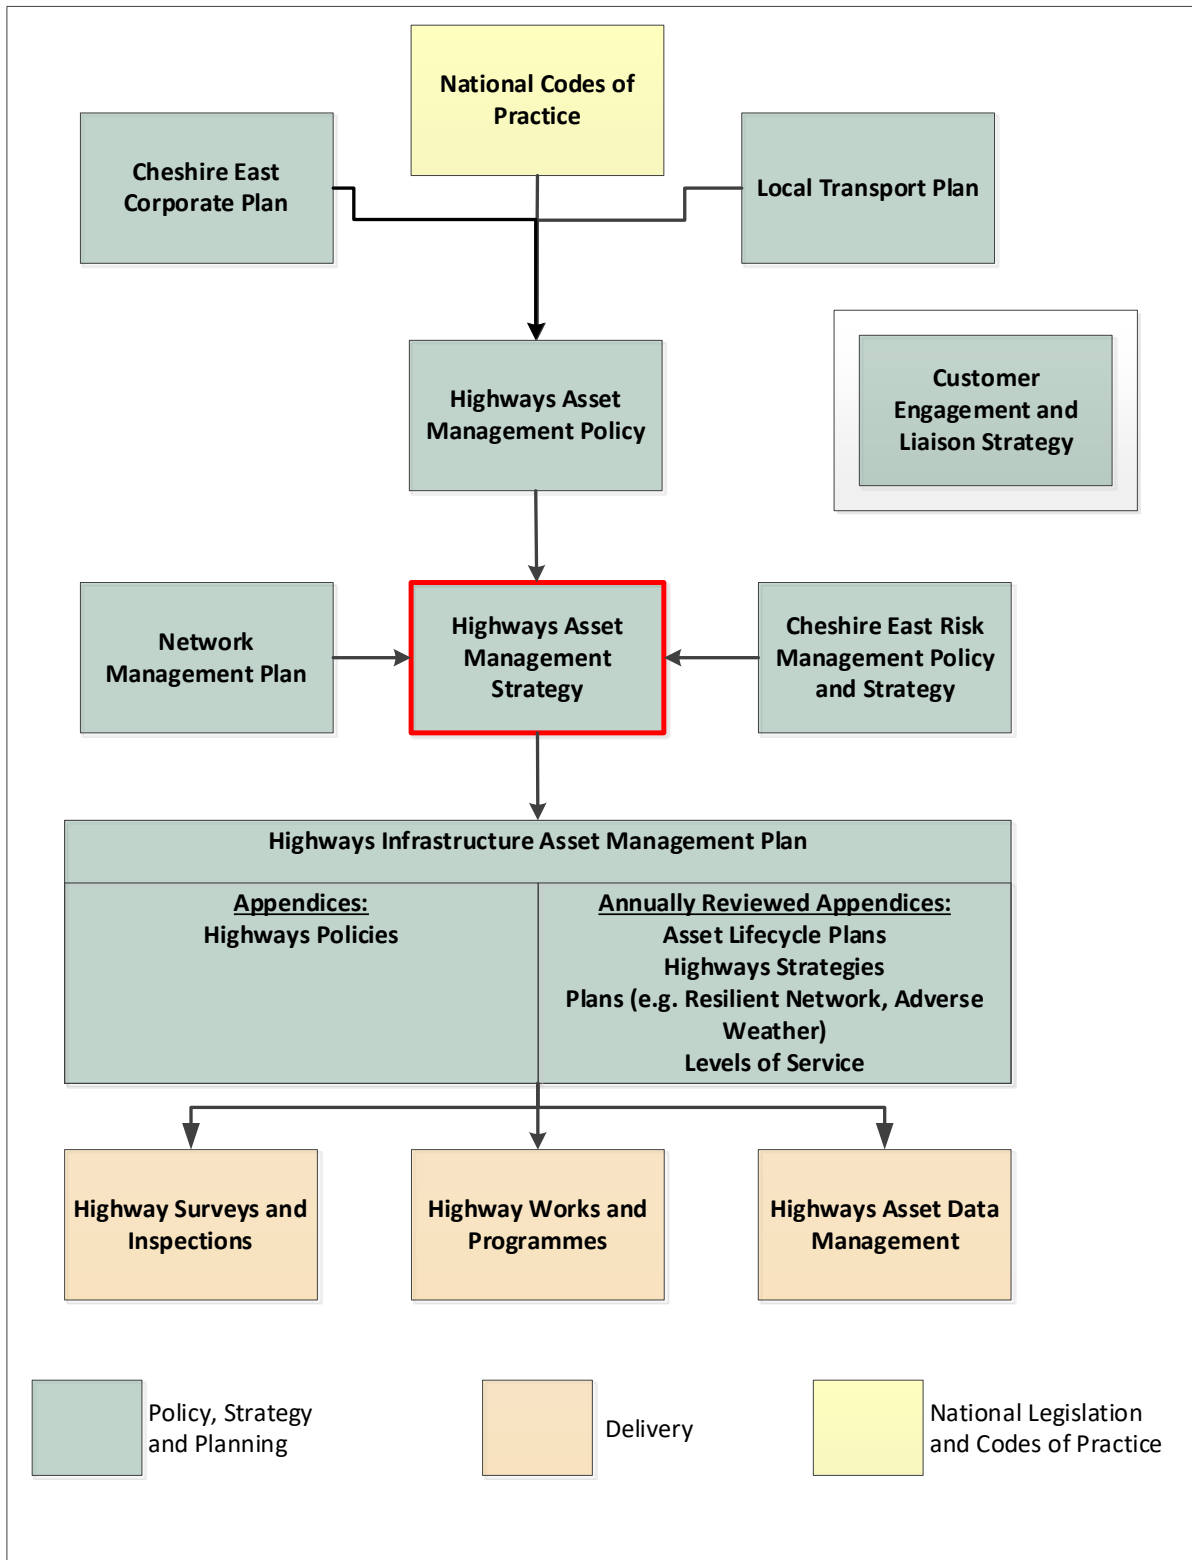 National Codes of
Practice
Cheshire East
Corporate Plan
Local Transport Plan
Highways Asset
Management Policy
Customer
Engagement and
Liaison Strategy
Network
Management Plan
Highways Asset
Management
Strategy
Cheshire East Risk
Management Policy
and Strategy
Highways Infrastructure Asset Management Plan
Appendices:
Highways Policies
Annually Reviewed Appendices:
Asset Lifecycle Plans
Highways Strategies
Plans (e.g. Resilient Network, Adverse
Weather)
Levels of Service
Highway Surveys and
Inspections
Highway Works and
Programmes
Highways Asset Data
Management
Policy, Strategy
and Planning
Delivery
National Legislation
and Codes of Practice